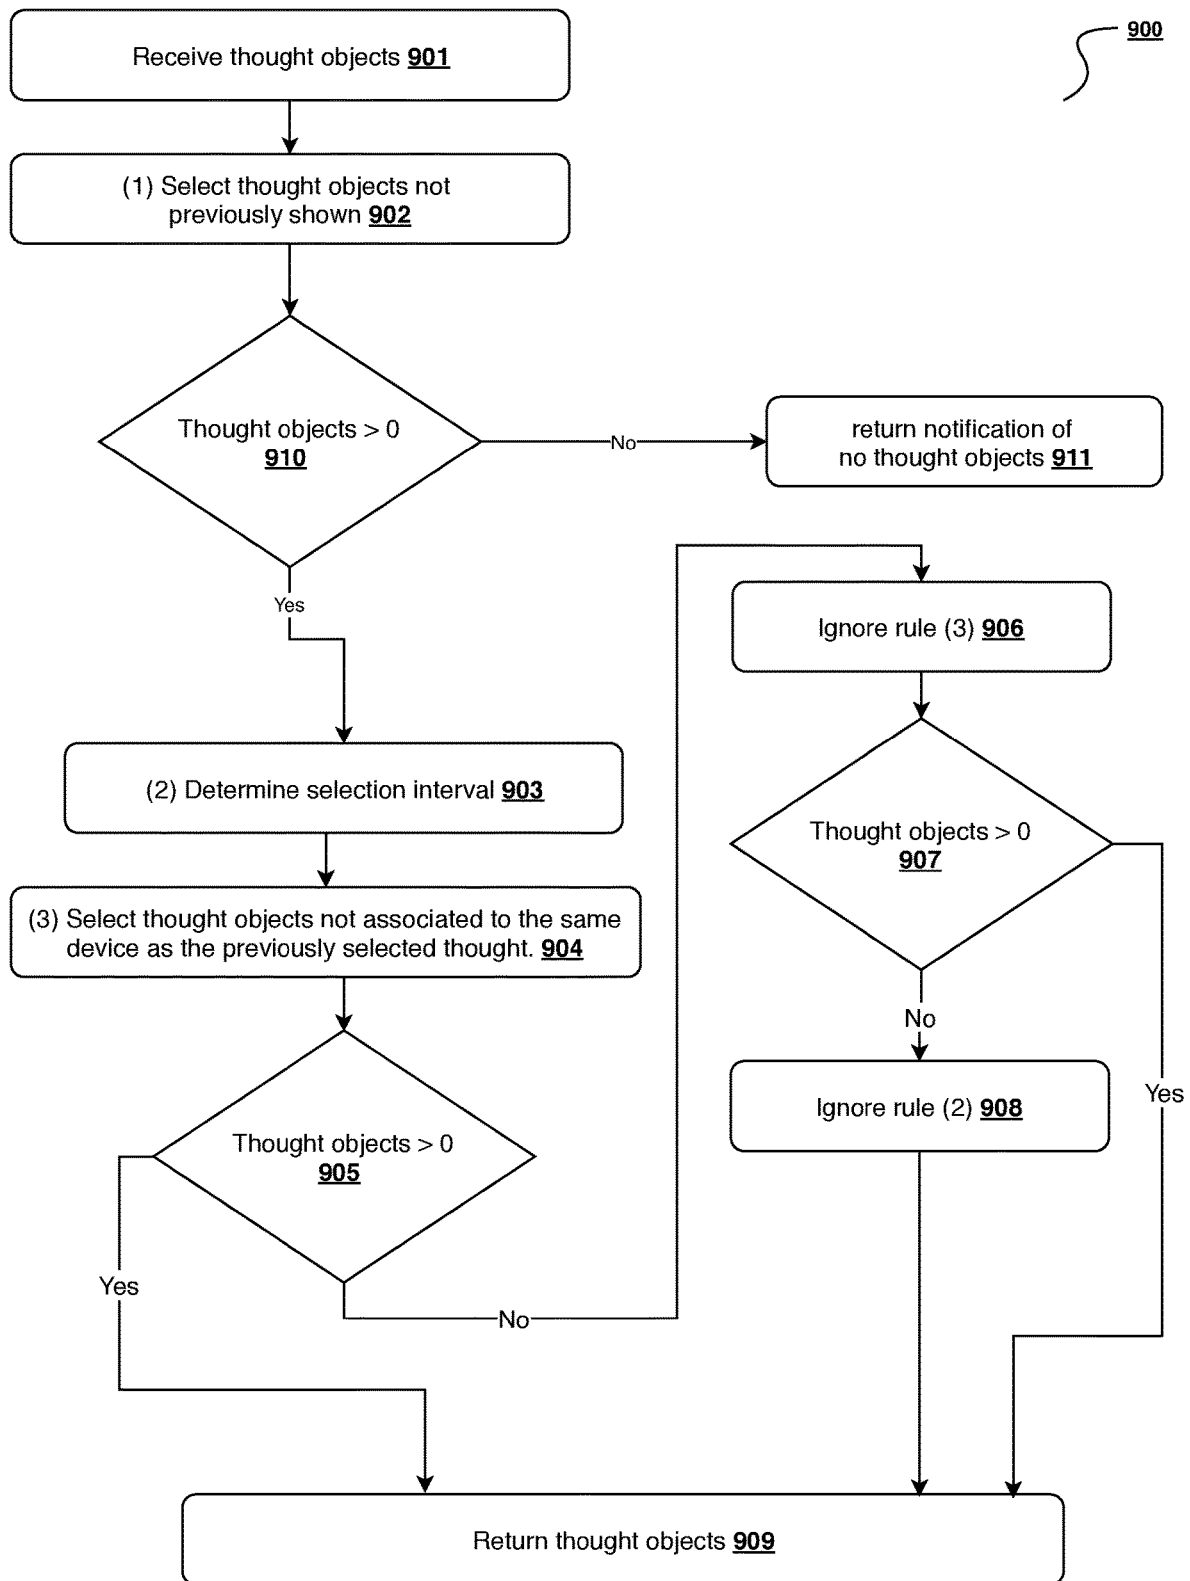 900
Receive thought objects 901
(1) Select thought objects not
previously shown 902
Thought objects > 0
910
No
return notification of
no thought objects 911
Yes
(2) Determine selection interval 903
(3) Select thought objects not associated to the same
device as the previously selected thought. 904
Thought objects > 0
905
Yes
No
Ignore rule (3) 906
Thought objects > 0
907
No
Yes
Ignore rule (2) 908
Return thought objects 909